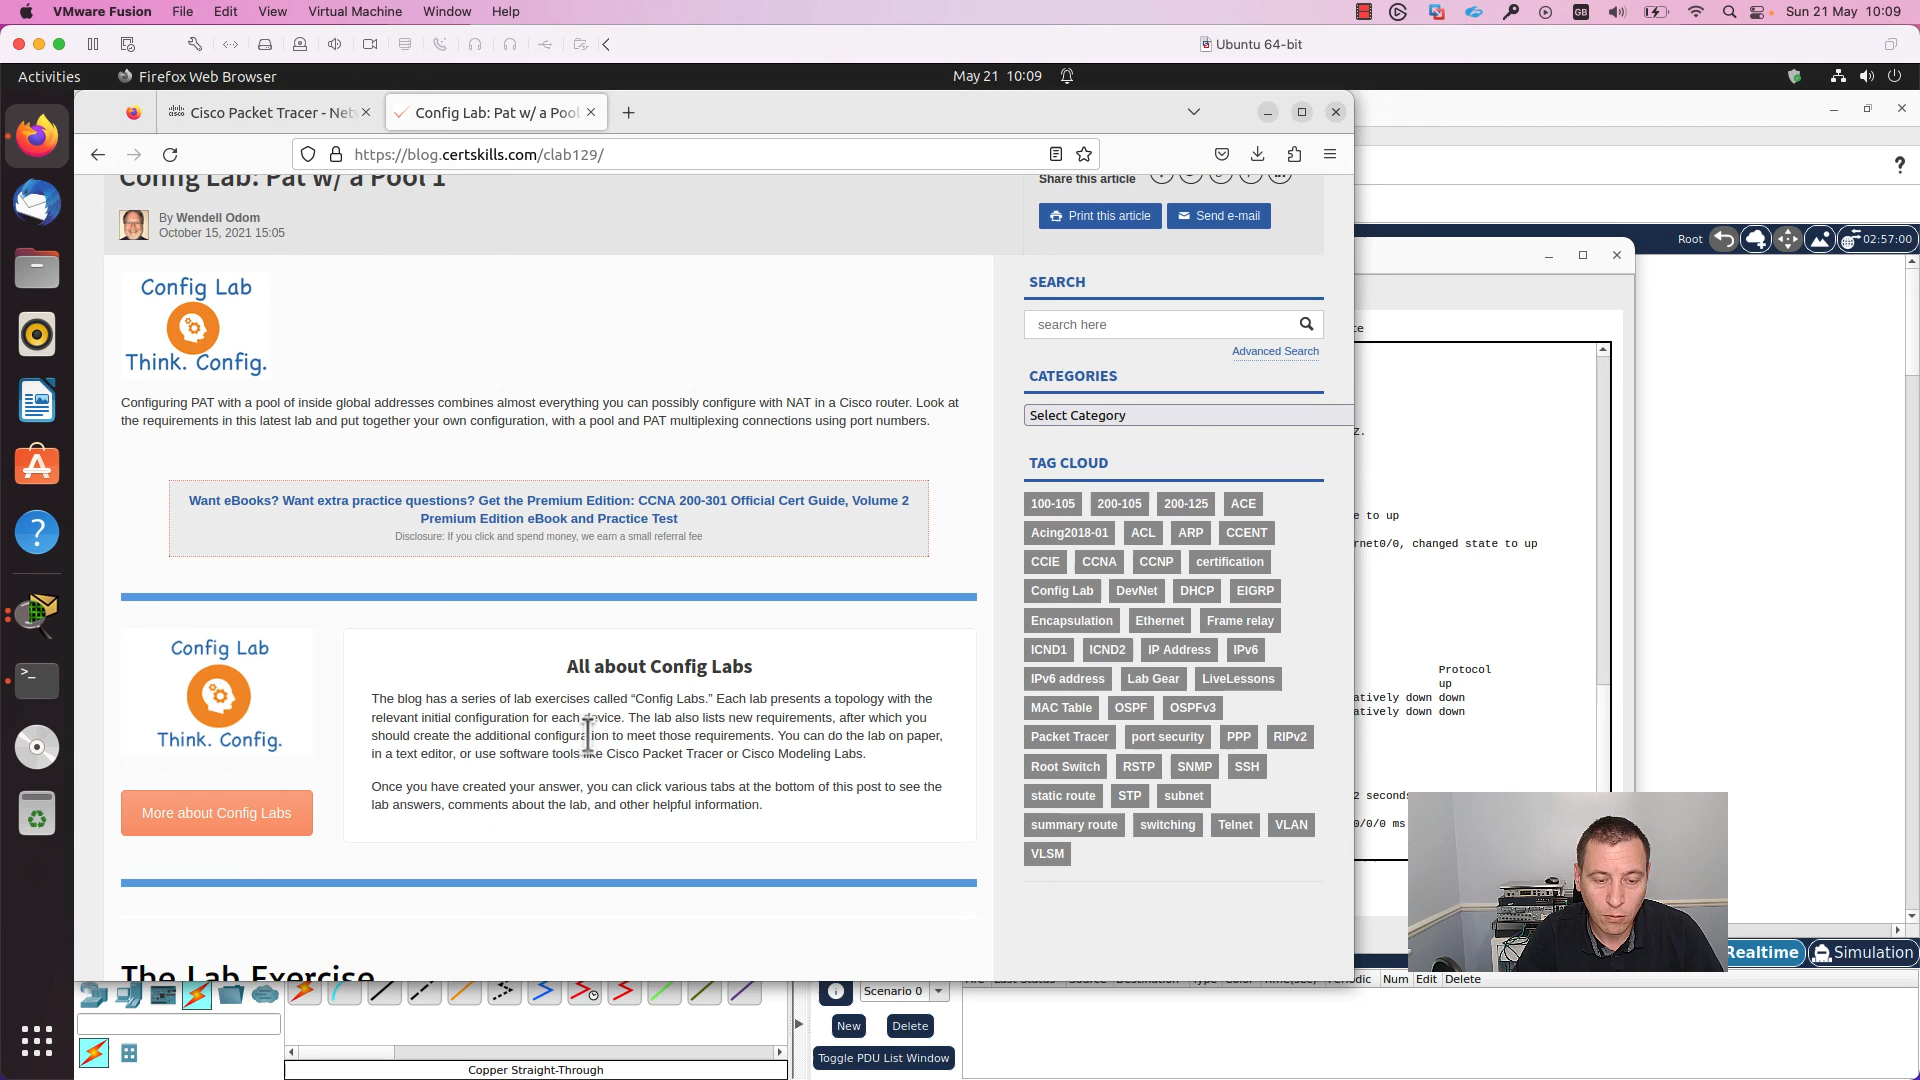 VMware Fusion File Edit View Virtual Machine Window Help
GB
Sun 21 May 10:09
Ubuntu 64-bit
Activities Firefox Web Browser May 21 10:09
Cisco Packet Tracer - Net
Config Lab: Pat w/ a Pool
https://blog.certskills.com/clab129/
Config Lab: Pat w/ a Pool 1
Share this article
By Wendell Odom
October 15, 2021 15:05
Print this article Send e-mail
Root 02:57:00
Config Lab
Think. Config.
SEARCH
search here
Advanced Search
Configuring PAT with a pool of inside global addresses combines almost everything you can possibly configure with NAT in a Cisco router. Look at
the requirements in this latest lab and put together your own configuration, with a pool and PAT multiplexing connections using port numbers.
CATEGORIES
Select Category
Want eBooks? Want extra practice questions? Get the Premium Edition: CCNA 200-301 Official Cert Guide, Volume 2
Premium Edition eBook and Practice Test
Disclosure: If you click and spend money, we earn a small referral fee
TAG CLOUD
100-105 200-105 200-125 ACE
Acing2018-01 ACL ARP CCENT
CCIE CCNA CCNP certification
Config Lab DevNet DHCP EIGRP
Encapsulation Ethernet Frame relay
ICND1 ICND2 IP Address IPv6
IPv6 address Lab Gear LiveLessons
MAC Table OSPF OSPFv3
Packet Tracer port security PPP RIPv2
Root Switch RSTP SNMP SSH
static route STP subnet
summary route switching Telnet VLAN
VLSM
Config Lab
Think. Config.
More about Config Labs
All about Config Labs
The blog has a series of lab exercises called “Config Labs.” Each lab presents a topology with the
relevant initial configuration for each device. The lab also lists new requirements, after which you
should create the additional configuration to meet those requirements. You can do the lab on paper,
in a text editor, or use software tools like Cisco Packet Tracer or Cisco Modeling Labs.
Once you have created your answer, you can click various tabs at the bottom of this post to see the
lab answers, comments about the lab, and other helpful information.
The Lab Exercise
te
Z.
e to up
rnet0/0, changed state to up
Protocol
up
atively down down
atively down down
2 seconds
0/0/0 ms
Realtime Simulation
Num Edit Delete
Scenario 0
New Delete
Toggle PDU List Window
Copper Straight-Through